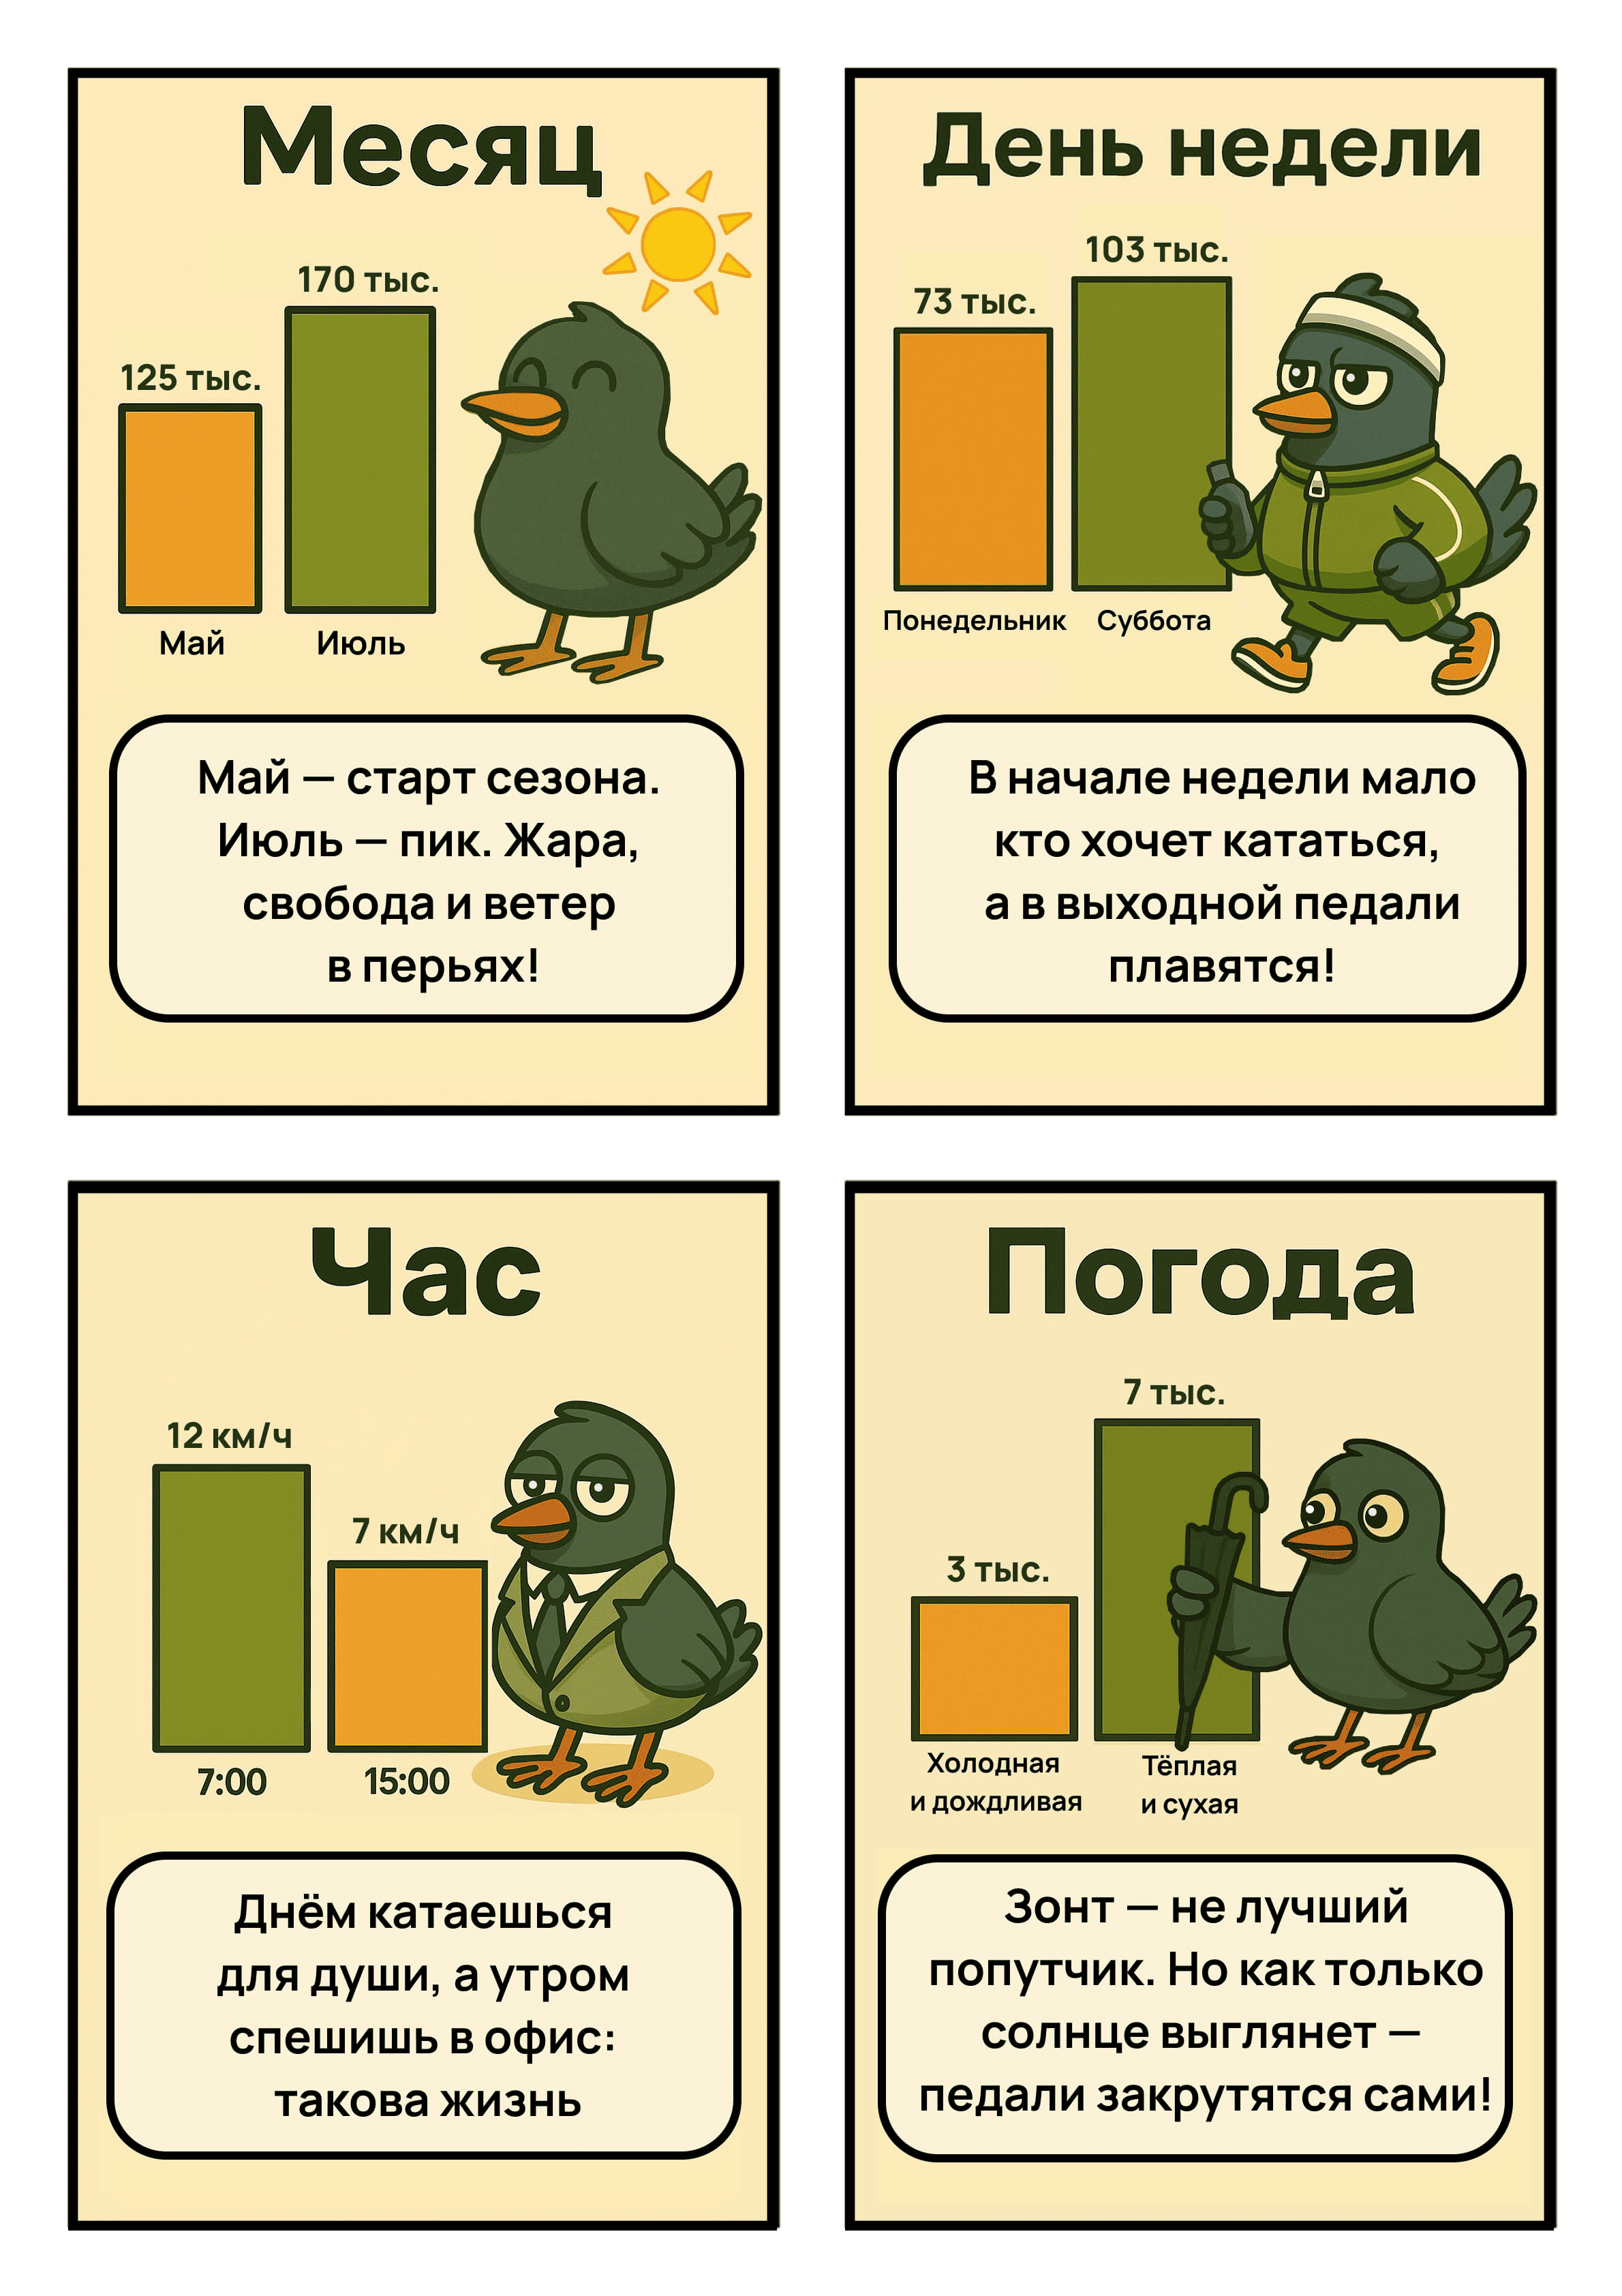 Месяц
170 тыс.
125 тыс.
Май
Июль
Май — старт сезона.
Июль — пик. Жара,
свобода и ветер
в перьях!
День недели
103 тыс.
73 тыс.
Понедельник
Суббота
В начале недели мало
кто хочет кататься,
а в выходной педали
плавятся!
Час
12 км/ч
7 км/ч
7:00
15:00
Днём катаешься
для души, а утром
спешишь в офис:
такова жизнь
Погода
7 тыс.
3 тыс.
Холодная
и дождливая
Тёплая
и сухая
Зонт — не лучший
попутчик. Но как только
солнце выглянет —
педали закрутятся сами!